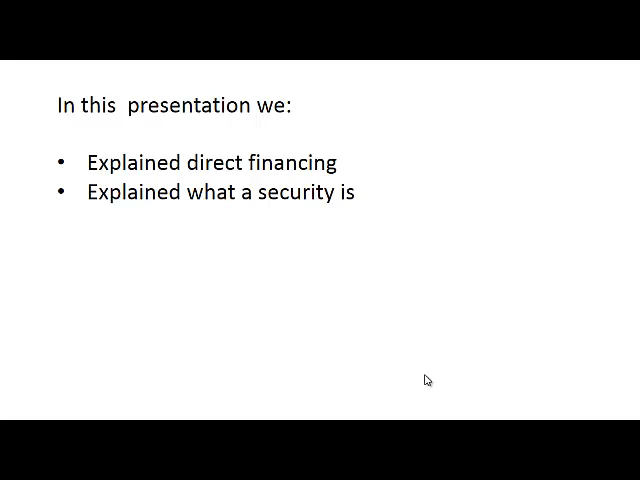 In this presentation we:
• Explained direct financing
• Explained what a security is